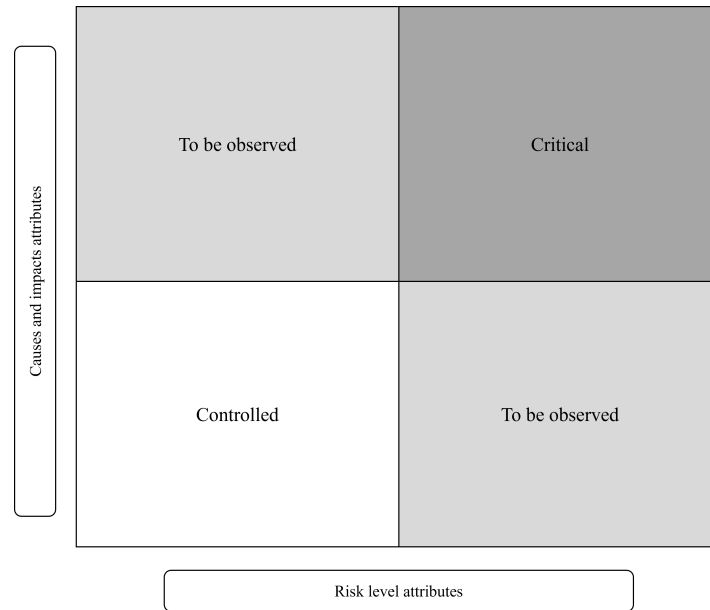 To be observed
Critical
Causes and impacts attributes
Controlled
To be observed
Risk level attributes